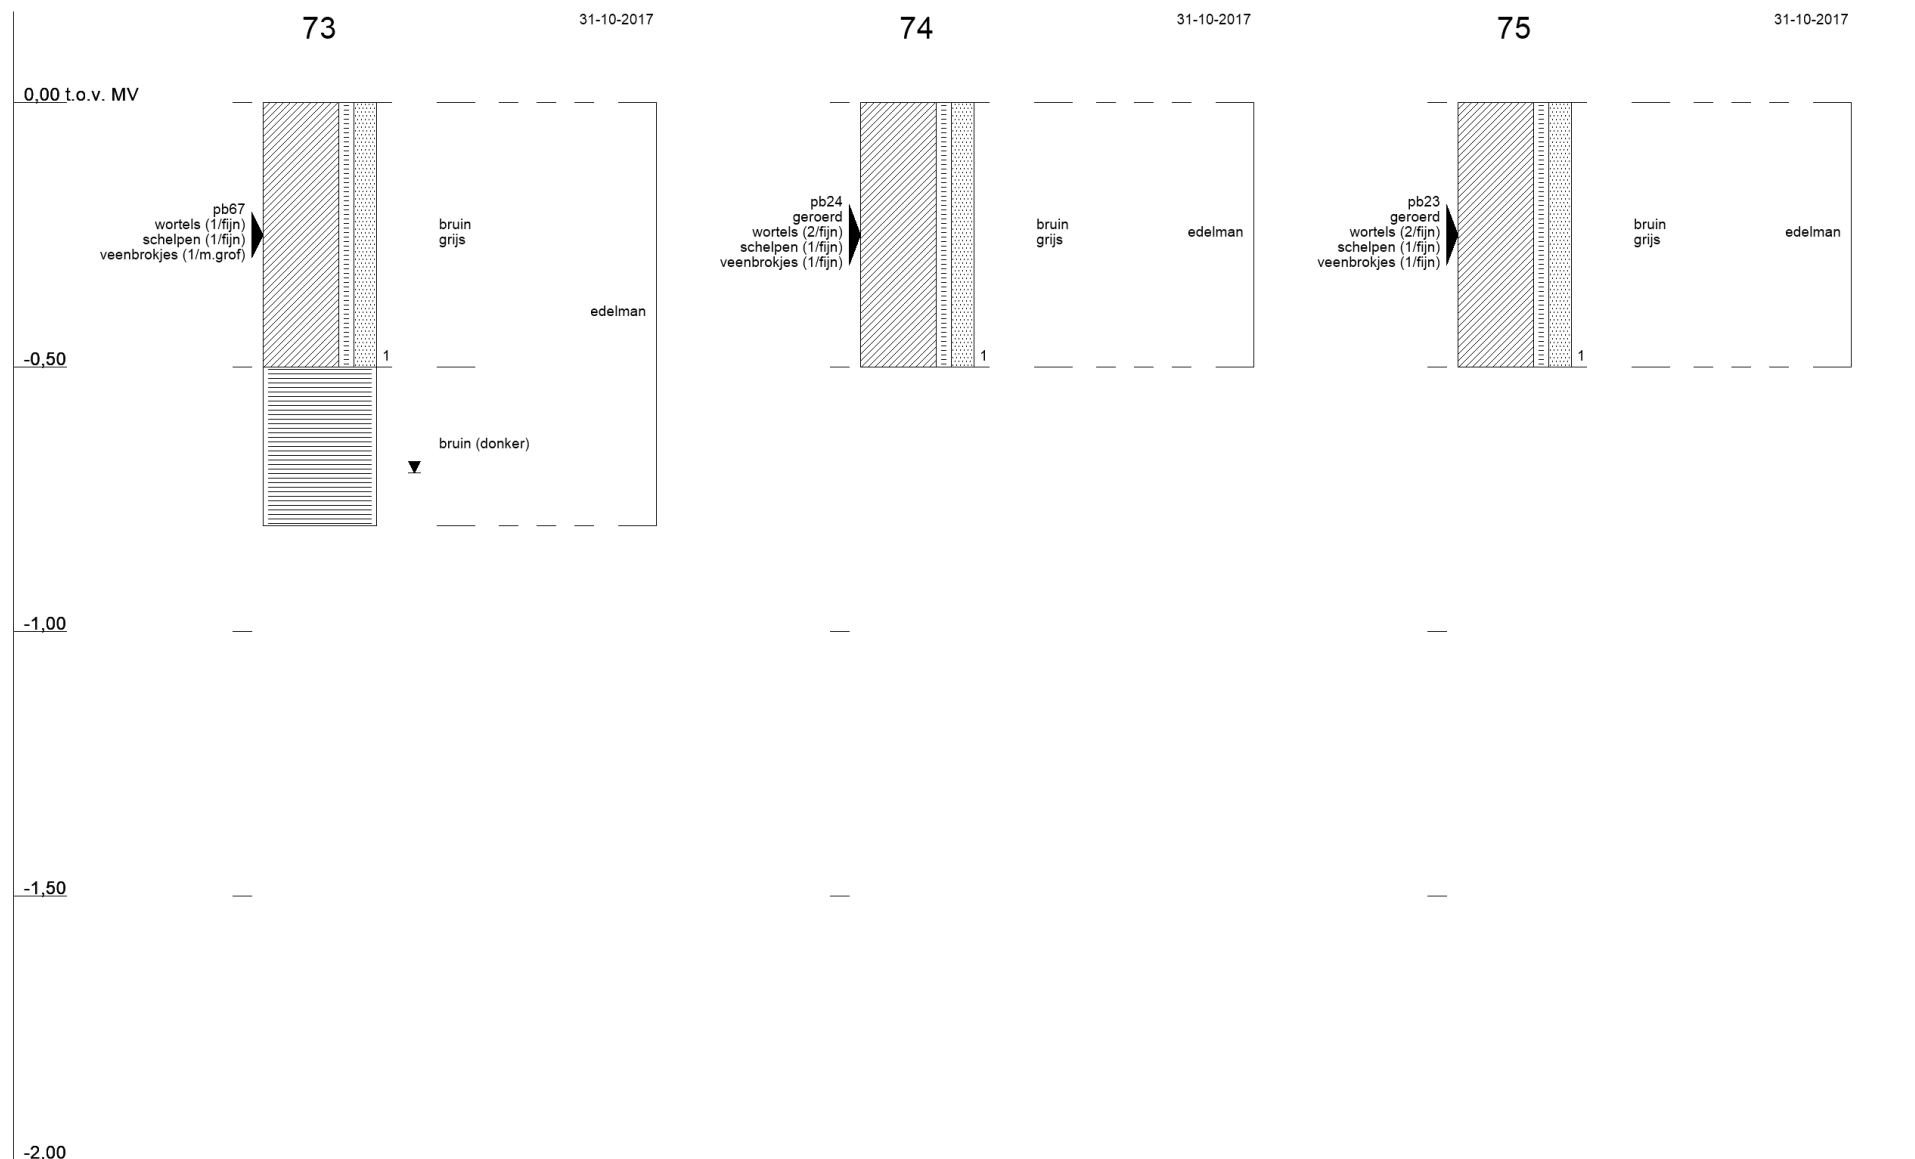 73
31-10-2017
74
31-10-2017
75
31-10-2017
0,00 t.o.v. MV
pb67
wortels (1/fijn)
schelpen (1/fijn)
veenbrokjes (1/m.grof)
bruin
grijs
edelman
1
bruin (donker)
pb24
geroerd
wortels (2/fijn)
schelpen (1/fijn)
veenbrokjes (1/fijn)
bruin
grijs
edelman
1
pb23
geroerd
wortels (2/fijn)
schelpen (1/fijn)
veenbrokjes (1/fijn)
bruin
grijs
edelman
1
-0,50
-1,00
-1,50
-2,00